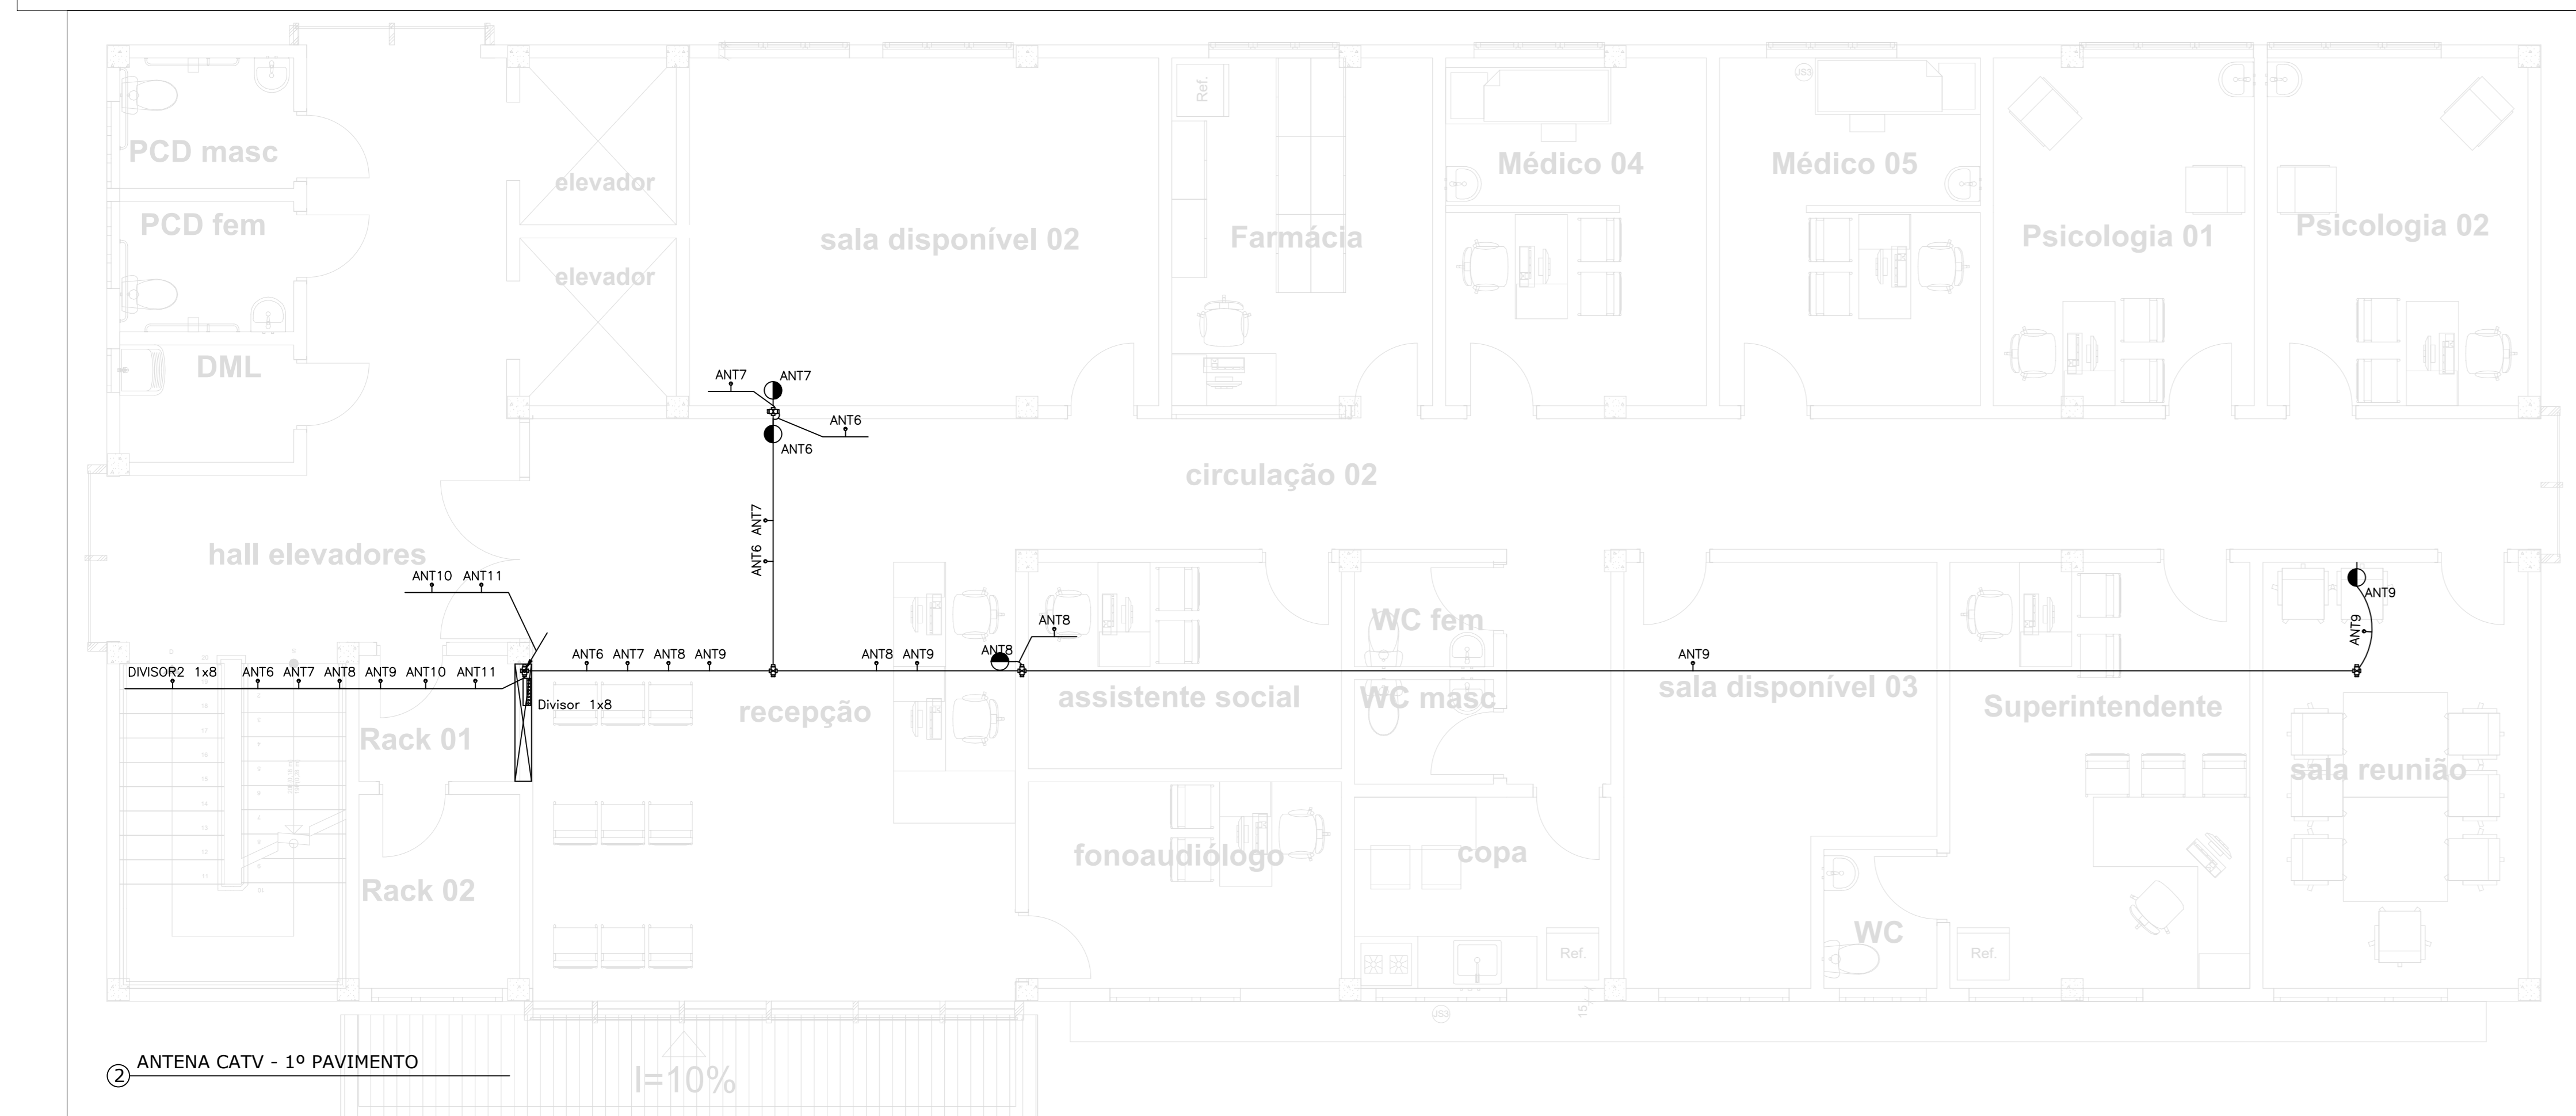 Ref.
JS3
PCD masc
Médico 04
Médico 05
elevador
PCD fem
sala disponível 02
Farmácia
Psicologia 01
Psicologia 02
elevador
DML
ANT7
ANT7
ANT6
ANT6
circulação 02
ANT6 ANT7
hall elevadores
ANT10 ANT11
ANT9
ANT9
WC fem
ANT8
ANT8
ANT6 ANT7 ANT8 ANT9
ANT8 ANT9
ANT9
DIVISOR2 1x8 ANT6 ANT7 ANT8 ANT9 ANT10 ANT11
Divisor 1x8
recepção
assistente social
WC masc
sala disponível 03
Superintendente
Rack 01
sala reunião
fonoaudiólogo
copa
Rack 02
WC
Ref.
Ref.
JS3
15
2 ANTENA CATV - 1º PAVIMENTO
I=10%